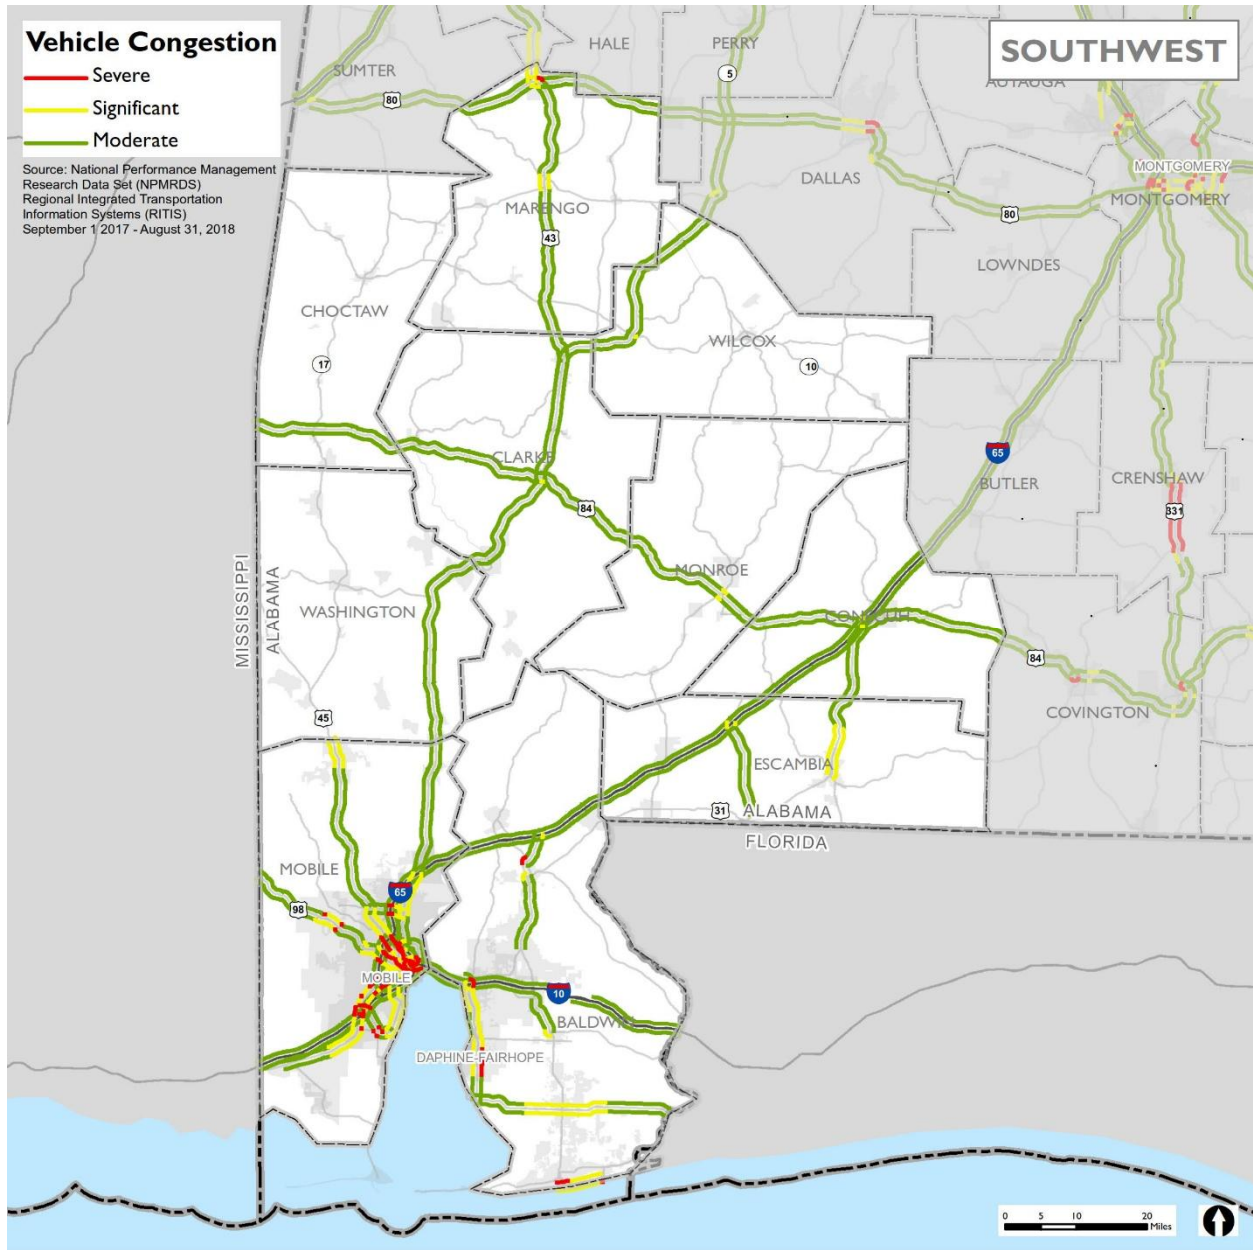 Vehicle Congestion
Severe
Significant
Moderate
Source: National Performance Management
Research Data Set (NPMRDS)
Regional Integrated Transportation
Information Systems (RITIS)
September 1 2017 - August 31, 2018
SOUTHWEST
HALE
PERRY
SUMTER
5
AUTAUGA
80
MONTGOMERY
DALLAS
MONTGOMERY
MARENGO
80
43
LOWNDES
CHOCTAW
WILCOX
17
10
65
CLARKE
BUTLER
CRENSHAW
84
331
MONROE
MISSISSIPPI
ALABAMA
WASHINGTON
CONECUH
84
45
COVINGTON
ESCAMBIA
31
ALABAMA
FLORIDA
MOBILE
65
98
MOBILE
10
BALDWIN
DAPHINE-FAIRHOPE
0 5 10 20
Miles